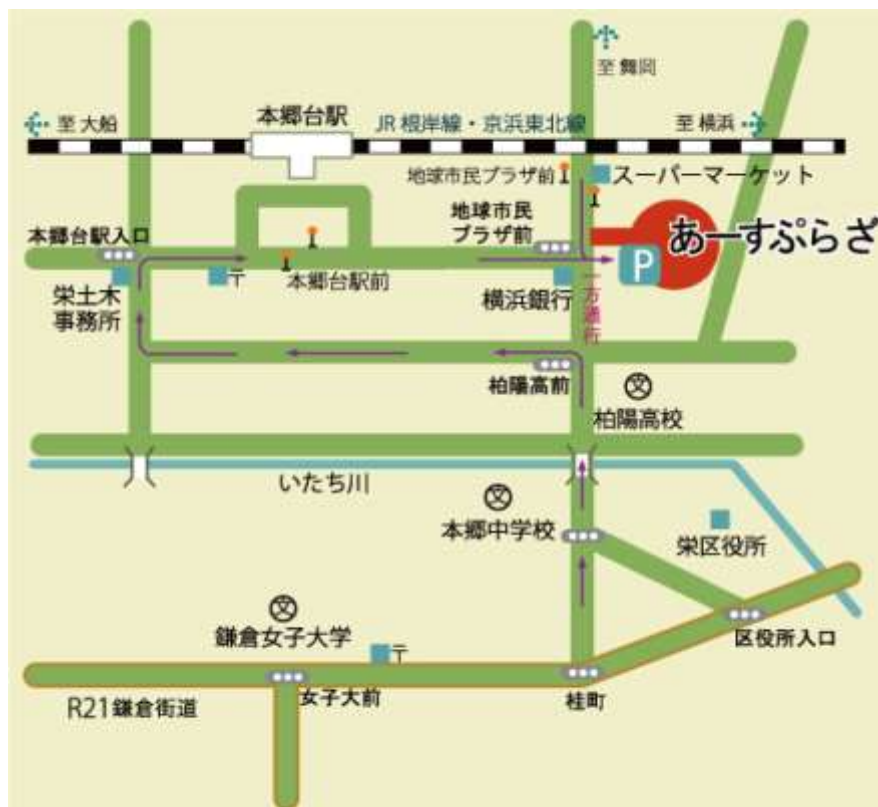 至 舞岡
至 大船
本郷台駅
JR 根岸線・京浜東北線
至 横浜
地球市民プラザ前
スーパーマーケット
本郷台駅入口
地球市民
プラザ前
あーすぷらざ
P
〒
本郷台駅前
栄土木
事務所
横浜銀行
一方通行
柏陽高前
文
柏陽高校
いたち川
文
本郷中学校
栄区役所
文
鎌倉女子大学
〒
区役所入口
R21鎌倉街道
女子大前
桂町